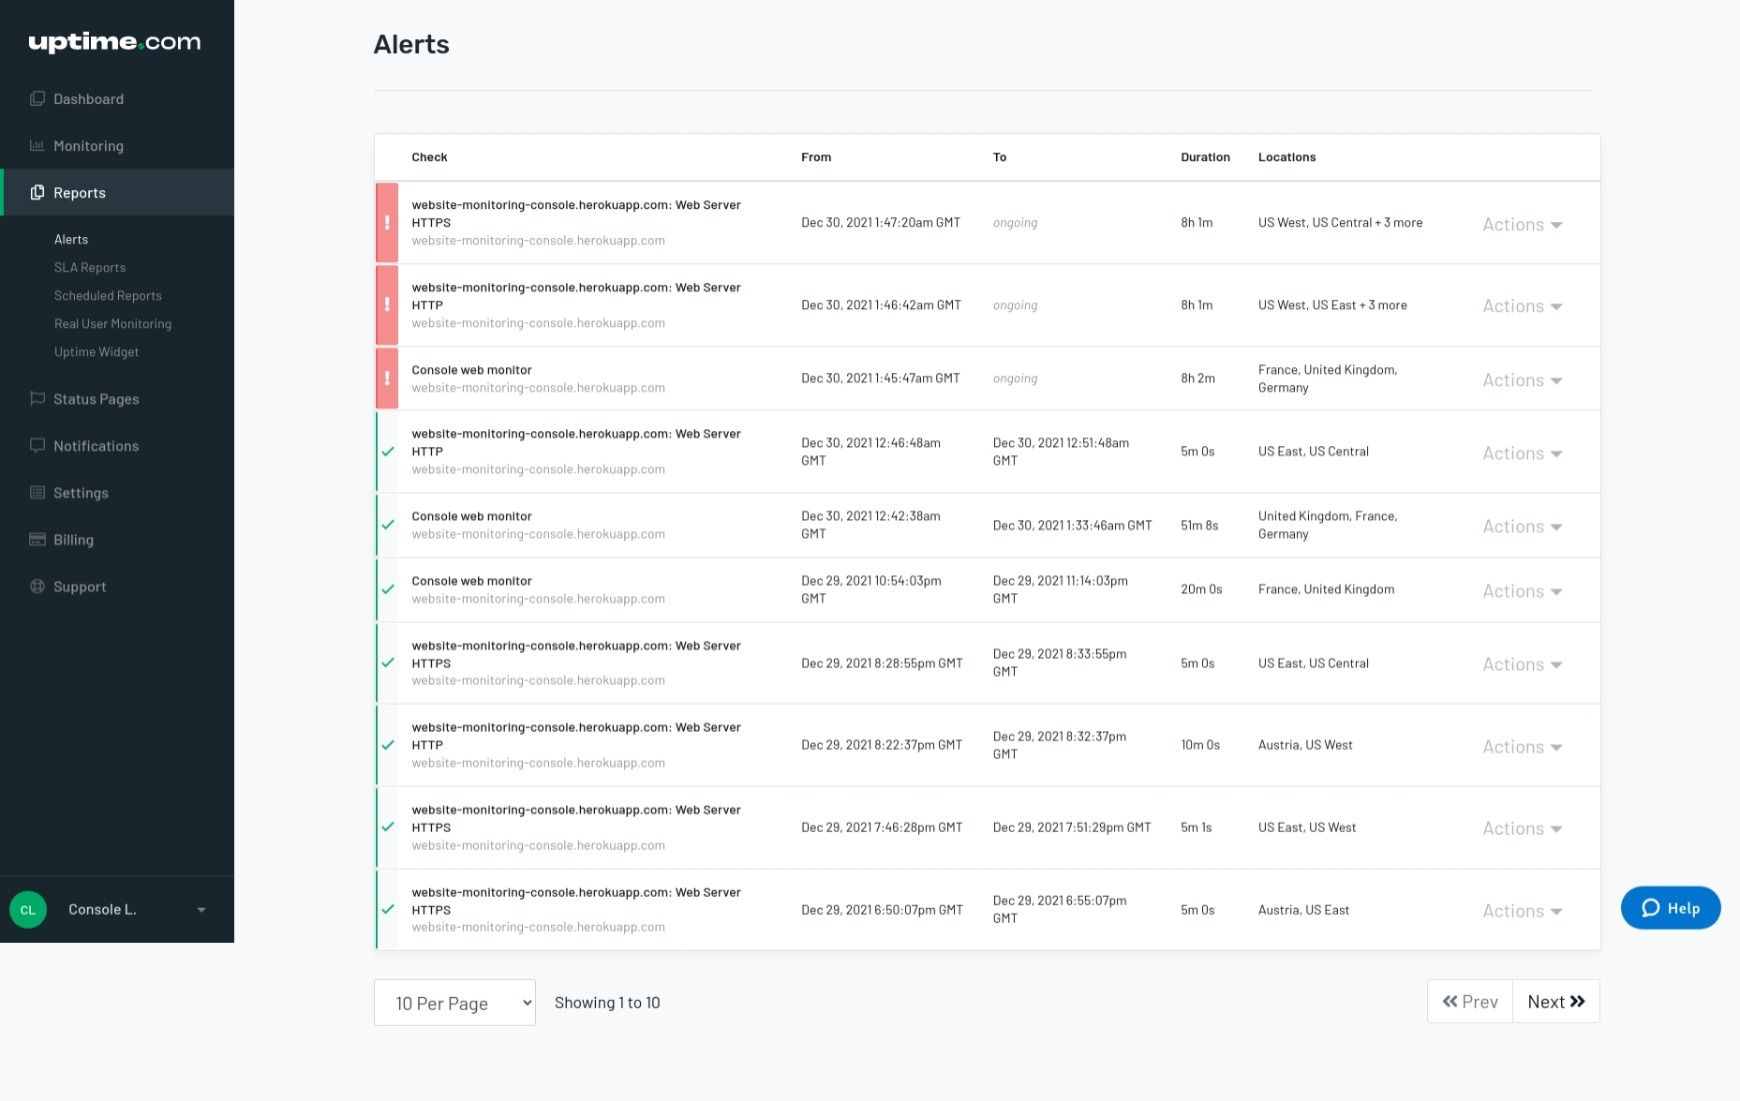 uptime.com
Dashboard
Monitoring
Reports
Alerts
SLA Reports
Scheduled Reports
Real User Monitoring
Uptime Widget
Status Pages
Notifications
Settings
Billing
Support
CL Console L.
Alerts
Check From To Duration Locations
website-monitoring-console.herokuapp.com: Web Server
HTTPS
website-monitoring-console.herokuapp.com
Dec 30, 2021 1:47:20am GMT
ongoing
8h 1m
US West, US Central + 3 more
Actions
website-monitoring-console.herokuapp.com: Web Server
HTTP
website-monitoring-console.herokuapp.com
Dec 30, 2021 1:46:42am GMT
ongoing
8h 1m
US West, US East + 3 more
Actions
Console web monitor
website-monitoring-console.herokuapp.com
Dec 30, 2021 1:45:47am GMT
ongoing
8h 2m
France, United Kingdom,
Germany
Actions
website-monitoring-console.herokuapp.com: Web Server
HTTP
website-monitoring-console.herokuapp.com
Dec 30, 2021 12:46:48am
GMT
Dec 30, 2021 12:51:48am
GMT
5m 0s
US East, US Central
Actions
Console web monitor
website-monitoring-console.herokuapp.com
Dec 30, 2021 12:42:38am
GMT
Dec 30, 2021 1:33:46am GMT
51m 8s
United Kingdom, France,
Germany
Actions
Console web monitor
website-monitoring-console.herokuapp.com
Dec 29, 2021 10:54:03pm
GMT
Dec 29, 2021 11:14:03pm
GMT
20m 0s
France, United Kingdom
Actions
website-monitoring-console.herokuapp.com: Web Server
HTTPS
website-monitoring-console.herokuapp.com
Dec 29, 2021 8:28:55pm GMT
Dec 29, 2021 8:33:55pm
GMT
5m 0s
US East, US Central
Actions
website-monitoring-console.herokuapp.com: Web Server
HTTP
website-monitoring-console.herokuapp.com
Dec 29, 2021 8:22:37pm GMT
Dec 29, 2021 8:32:37pm
GMT
10m 0s
Austria, US West
Actions
website-monitoring-console.herokuapp.com: Web Server
HTTPS
website-monitoring-console.herokuapp.com
Dec 29, 2021 7:46:28pm GMT
Dec 29, 2021 7:51:29pm GMT
5m 1s
US East, US West
Actions
website-monitoring-console.herokuapp.com: Web Server
HTTPS
website-monitoring-console.herokuapp.com
Dec 29, 2021 6:50:07pm GMT
Dec 29, 2021 6:55:07pm
GMT
5m 0s
Austria, US East
Actions
Help
10 Per Page
Showing 1 to 10
Prev
Next